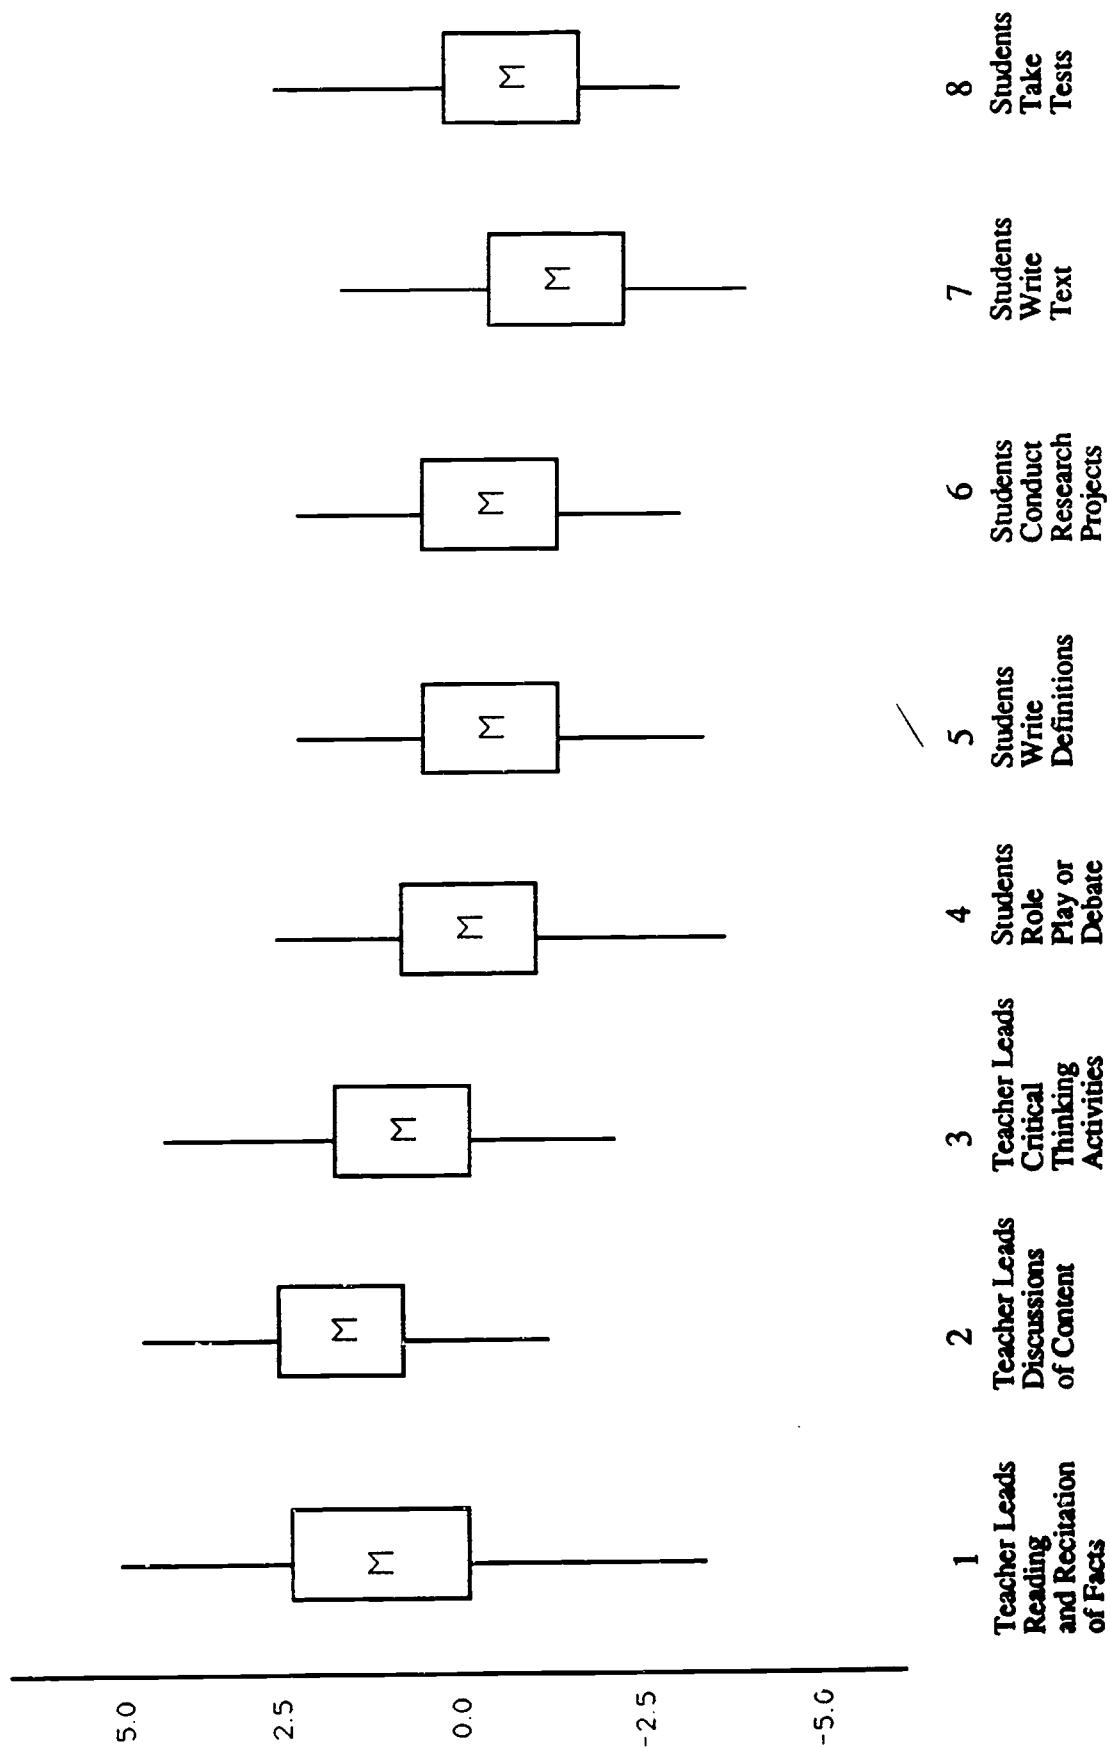 5.0
2.5
0.0
-2.5
-5.0
M
M
M
M
M
M
M
M
1
Teacher Leads
Reading
and Recitation
of Facts
2
Teacher Leads
Discussions
of Content
3
Teacher Leads
Critical
Thinking
Activities
4
Students
Role
Play or
Debate
5
Students
Write
Definitions
6
Students
Conduct
Research
Projects
7
Students
Write
Text
8
Students
Take
Tests